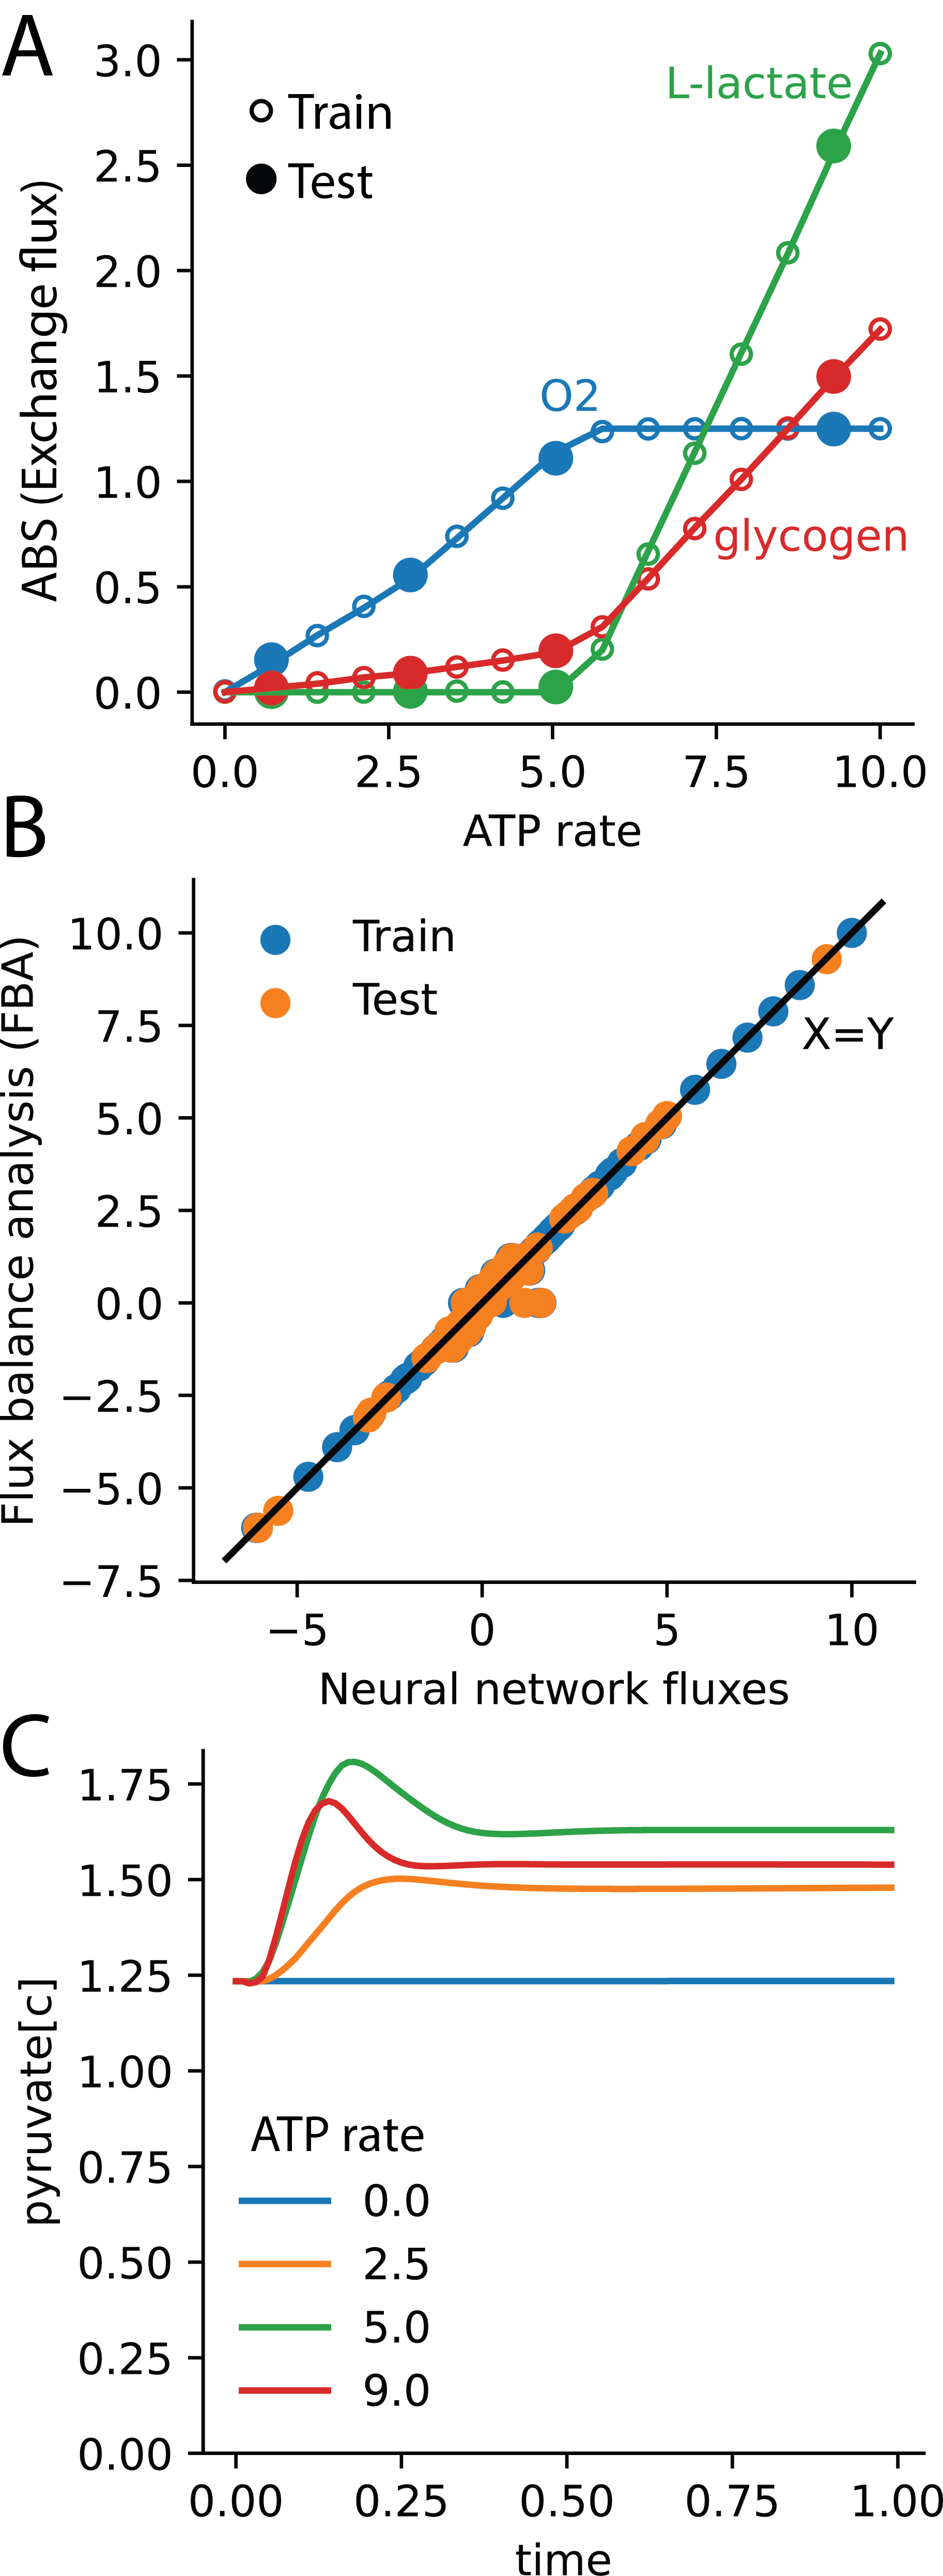 A
ABS (Exchange flux)
3.0
2.5
2.0
1.5
1.0
0.5
0.0
Train
Test
L-lactate
O2
glycogen
0.0 2.5 5.0 7.5 10.0
ATP rate
B
Flux balance analysis (FBA)
10.0
7.5
5.0
2.5
0.0
−2.5
−5.0
−7.5
Train
Test
X=Y
−5 0 5 10
Neural network fluxes
C
pyruvate[c]
1.75
1.50
1.25
1.00
0.75
0.50
0.25
0.00
ATP rate
0.0
2.5
5.0
9.0
0.00 0.25 0.50 0.75 1.00
time